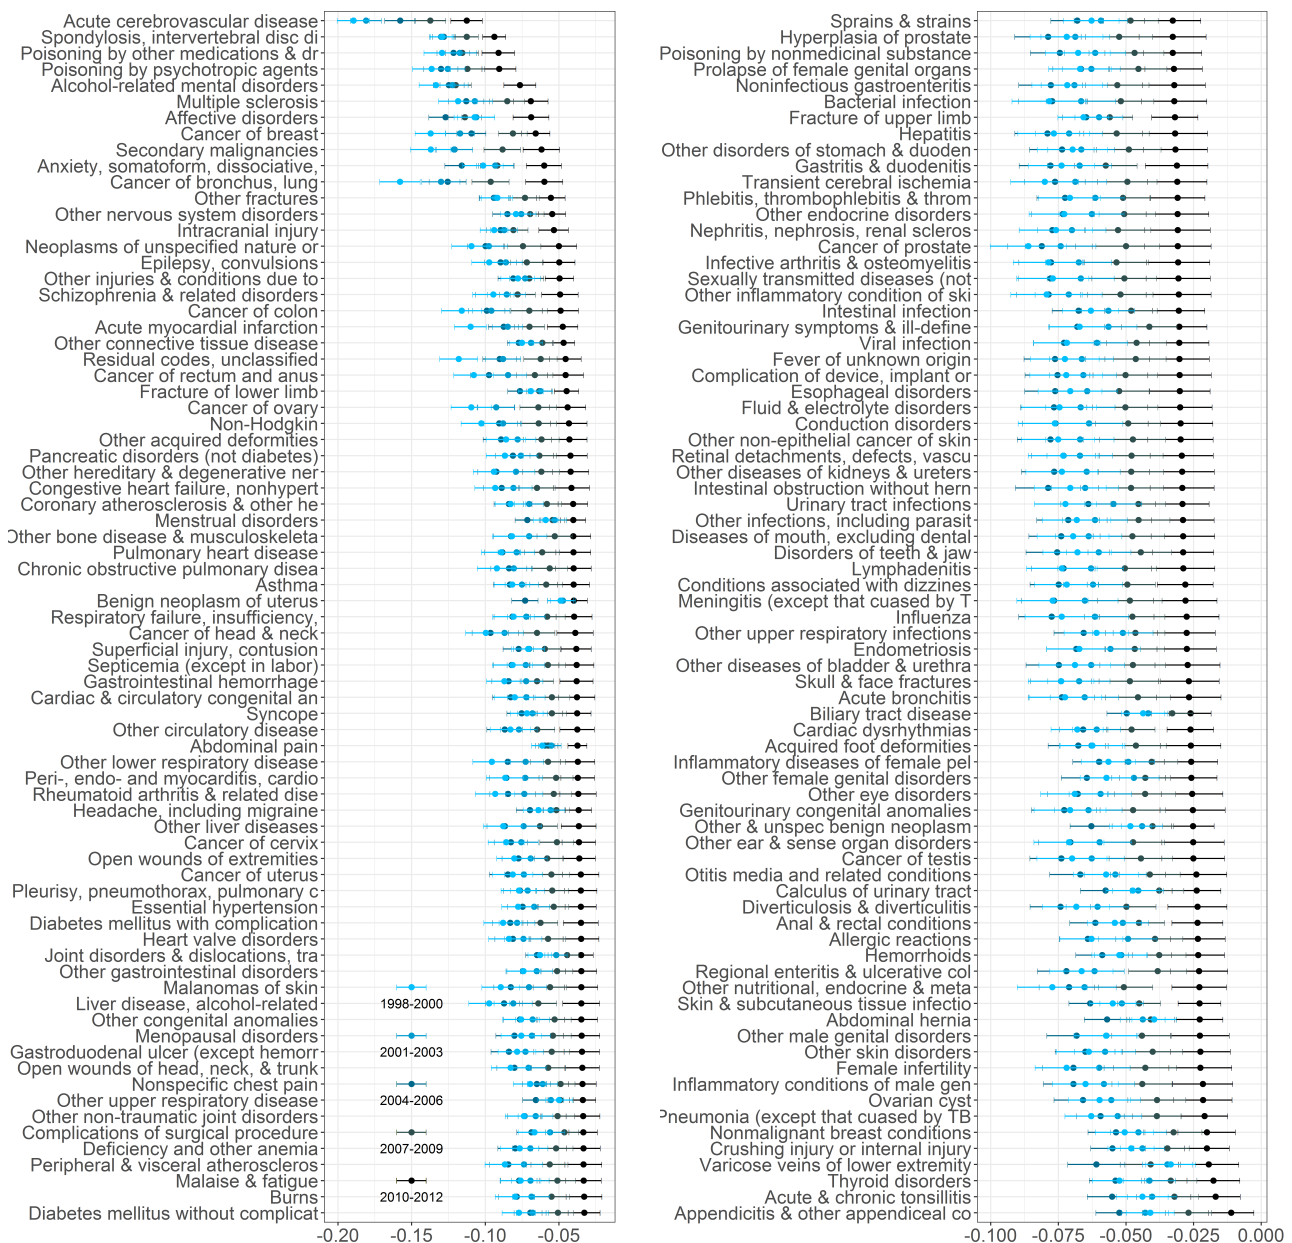 Acute cerebrovascular disease
Spondylosis, intervertebral disc di
Poisoning by other medications & dr
Poisoning by psychotropic agents
Alcohol-related mental disorders
Multiple sclerosis
Affective disorders
Cancer of breast
Secondary malignancies
Anxiety, somatoform, dissociative,
Cancer of bronchus, lung
Other fractures
Other nervous system disorders
Intracranial injury
Neoplasms of unspecified nature or
Epilepsy, convulsions
Other injuries & conditions due to
Schizophrenia & related disorders
Cancer of colon
Acute myocardial infarction
Other connective tissue disease
Residual codes, unclassified
Cancer of rectum and anus
Fracture of lower limb
Cancer of ovary
Non-Hodgkin
Other acquired deformities
Pancreatic disorders (not diabetes)
Other hereditary & degenerative ner
Congestive heart failure, nonhypert
Coronary atherosclerosis & other he
Menstrual disorders
Other bone disease & musculoskeleta
Pulmonary heart disease
Chronic obstructive pulmonary disea
Asthma
Benign neoplasm of uterus
Respiratory failure, insufficiency,
Cancer of head & neck
Superficial injury, contusion
Septicemia (except in labor)
Gastrointestinal hemorrhage
Cardiac & circulatory congenital an
Syncope
Other circulatory disease
Abdominal pain
Other lower respiratory disease
Peri-, endo- and myocarditis, cardio
Rheumatoid arthritis & related dise
Headache, including migraine
Other liver diseases
Cancer of cervix
Open wounds of extremities
Cancer of uterus
Pleurisy, pneumothorax, pulmonary c
Essential hypertension
Diabetes mellitus with complication
Heart valve disorders
Joint disorders & dislocations, tra
Other gastrointestinal disorders
Malanomas of skin
Liver disease, alcohol-related
1998-2000
Other congenital anomalies
Menopausal disorders
Gastroduodenal ulcer (except hemorr
2001-2003
Open wounds of head, neck, & trunk
Nonspecific chest pain
Other upper respiratory disease
2004-2006
Other non-traumatic joint disorders
Complications of surgical procedure
Deficiency and other anemia
2007-2009
Peripheral & visceral atheroscleros
Malaise & fatigue
Burns
2010-2012
Diabetes mellitus without complicat
-0.20 -0.15 -0.10 -0.05
Sprains & strains
Hyperplasia of prostate
Poisoning by nonmedicinal substance
Prolapse of female genital organs
Noninfectious gastroenteritis
Bacterial infection
Fracture of upper limb
Hepatitis
Other disorders of stomach & duoden
Gastritis & duodenitis
Transient cerebral ischemia
Phlebitis, thrombophlebitis & throm
Other endocrine disorders
Nephritis, nephrosis, renal scleros
Cancer of prostate
Infective arthritis & osteomyelitis
Sexually transmitted diseases (not
Other inflammatory condition of ski
Intestinal infection
Genitourinary symptoms & ill-define
Viral infection
Fever of unknown origin
Complication of device, implant or
Esophageal disorders
Fluid & electrolyte disorders
Conduction disorders
Other non-epithelial cancer of skin
Retinal detachments, defects, vascu
Other diseases of kidneys & ureters
Intestinal obstruction without hern
Urinary tract infections
Other infections, including parasit
Diseases of mouth, excluding dental
Disorders of teeth & jaw
Lymphadenitis
Conditions associated with dizzines
Meningitis (except that cuased by T
Influenza
Other upper respiratory infections
Endometriosis
Other diseases of bladder & urethra
Skull & face fractures
Acute bronchitis
Biliary tract disease
Cardiac dysrhythmias
Acquired foot deformities
Inflammatory diseases of female pel
Other female genital disorders
Other eye disorders
Genitourinary congenital anomalies
Other & unspec benign neoplasm
Other ear & sense organ disorders
Cancer of testis
Otitis media and related conditions
Calculus of urinary tract
Diverticulosis & diverticulitis
Anal & rectal conditions
Allergic reactions
Hemorrhoids
Regional enteritis & ulcerative col
Other nutritional, endocrine & meta
Skin & subcutaneous tissue infectio
Abdominal hernia
Other male genital disorders
Other skin disorders
Female infertility
Inflammatory conditions of male gen
Ovarian cyst
Pneumonia (except that cuased by TB
Nonmalignant breast conditions
Crushing injury or internal injury
Varicose veins of lower extremity
Thyroid disorders
Acute & chronic tonsillitis
Appendicitis & other appendiceal co
-0.100 -0.075 -0.050 -0.025 0.000